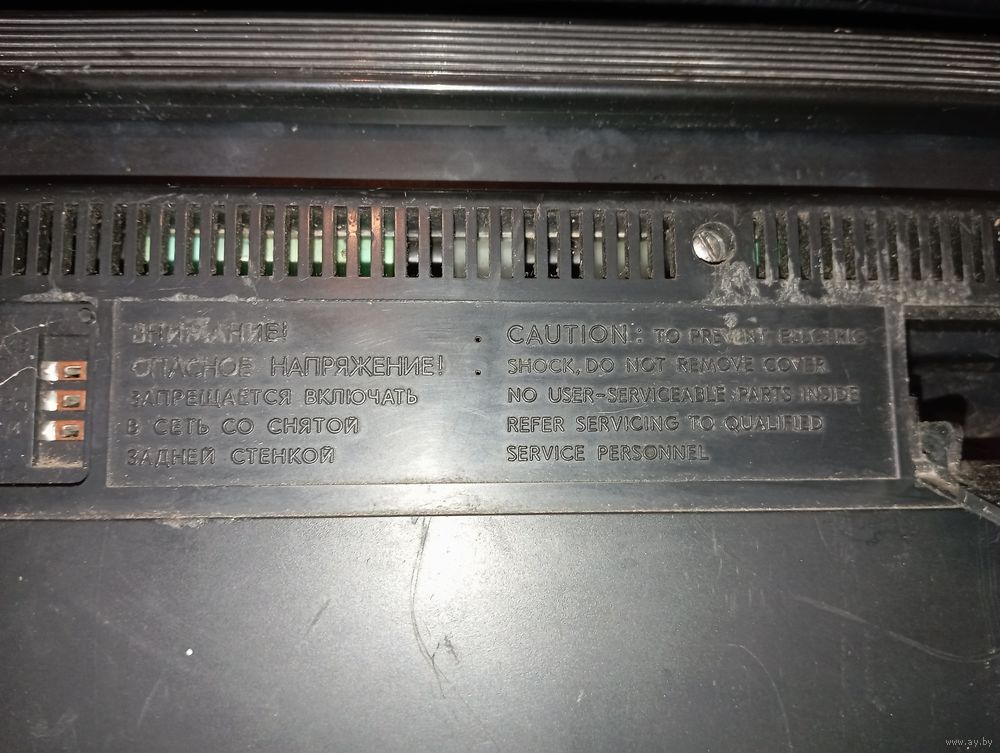 ВНИМАНИЕ!
ОПАСНОЕ НАПРЯЖЕНИЕ!
ЗАПРЕЩАЕТСЯ ВКЛЮЧАТЬ
В СЕТЬ СО СНЯТОЙ
ЗАДНЕЙ СТЕНКОЙ
CAUTION: TO PREVENT ELECTRIC
SHOCK, DO NOT REMOVE COVER
NO USER-SERVICEABLE PARTS INSIDE
REFER SERVICING TO QUALIFIED
SERVICE PERSONNEL
www.ay.by